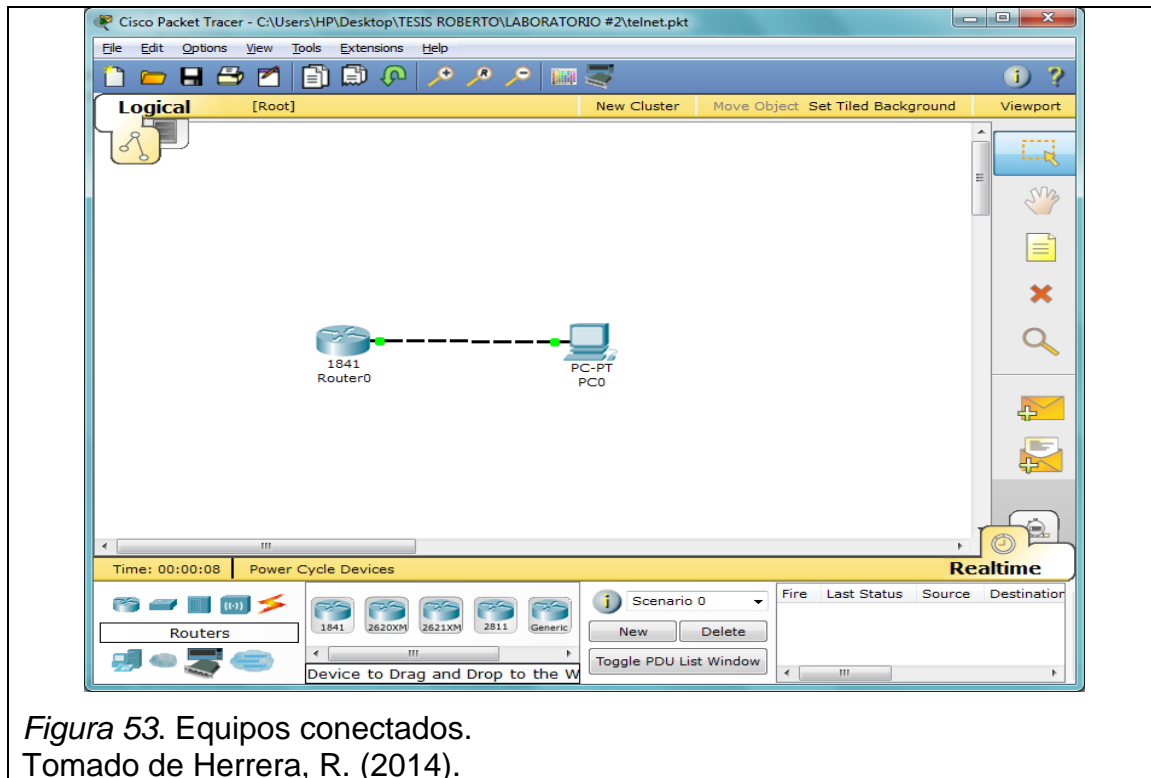 Cisco Packet Tracer - C:\Users\HP\Desktop\TESIS ROBERTO\LABORATORIO #2\telnet.pkt
File Edit Options View Tools Extensions Help
Logical [Root] New Cluster Move Object Set Tiled Background Viewport
1841
Router0
PC-PT
PC0
Time: 00:00:08 Power Cycle Devices Realtime
Routers
1841 2620XM 2621XM 2811 Generic
Device to Drag and Drop to the W
Scenario 0
New Delete
Toggle PDU List Window
Fire Last Status Source Destination
Figura 53. Equipos conectados.
Tomado de Herrera, R. (2014).